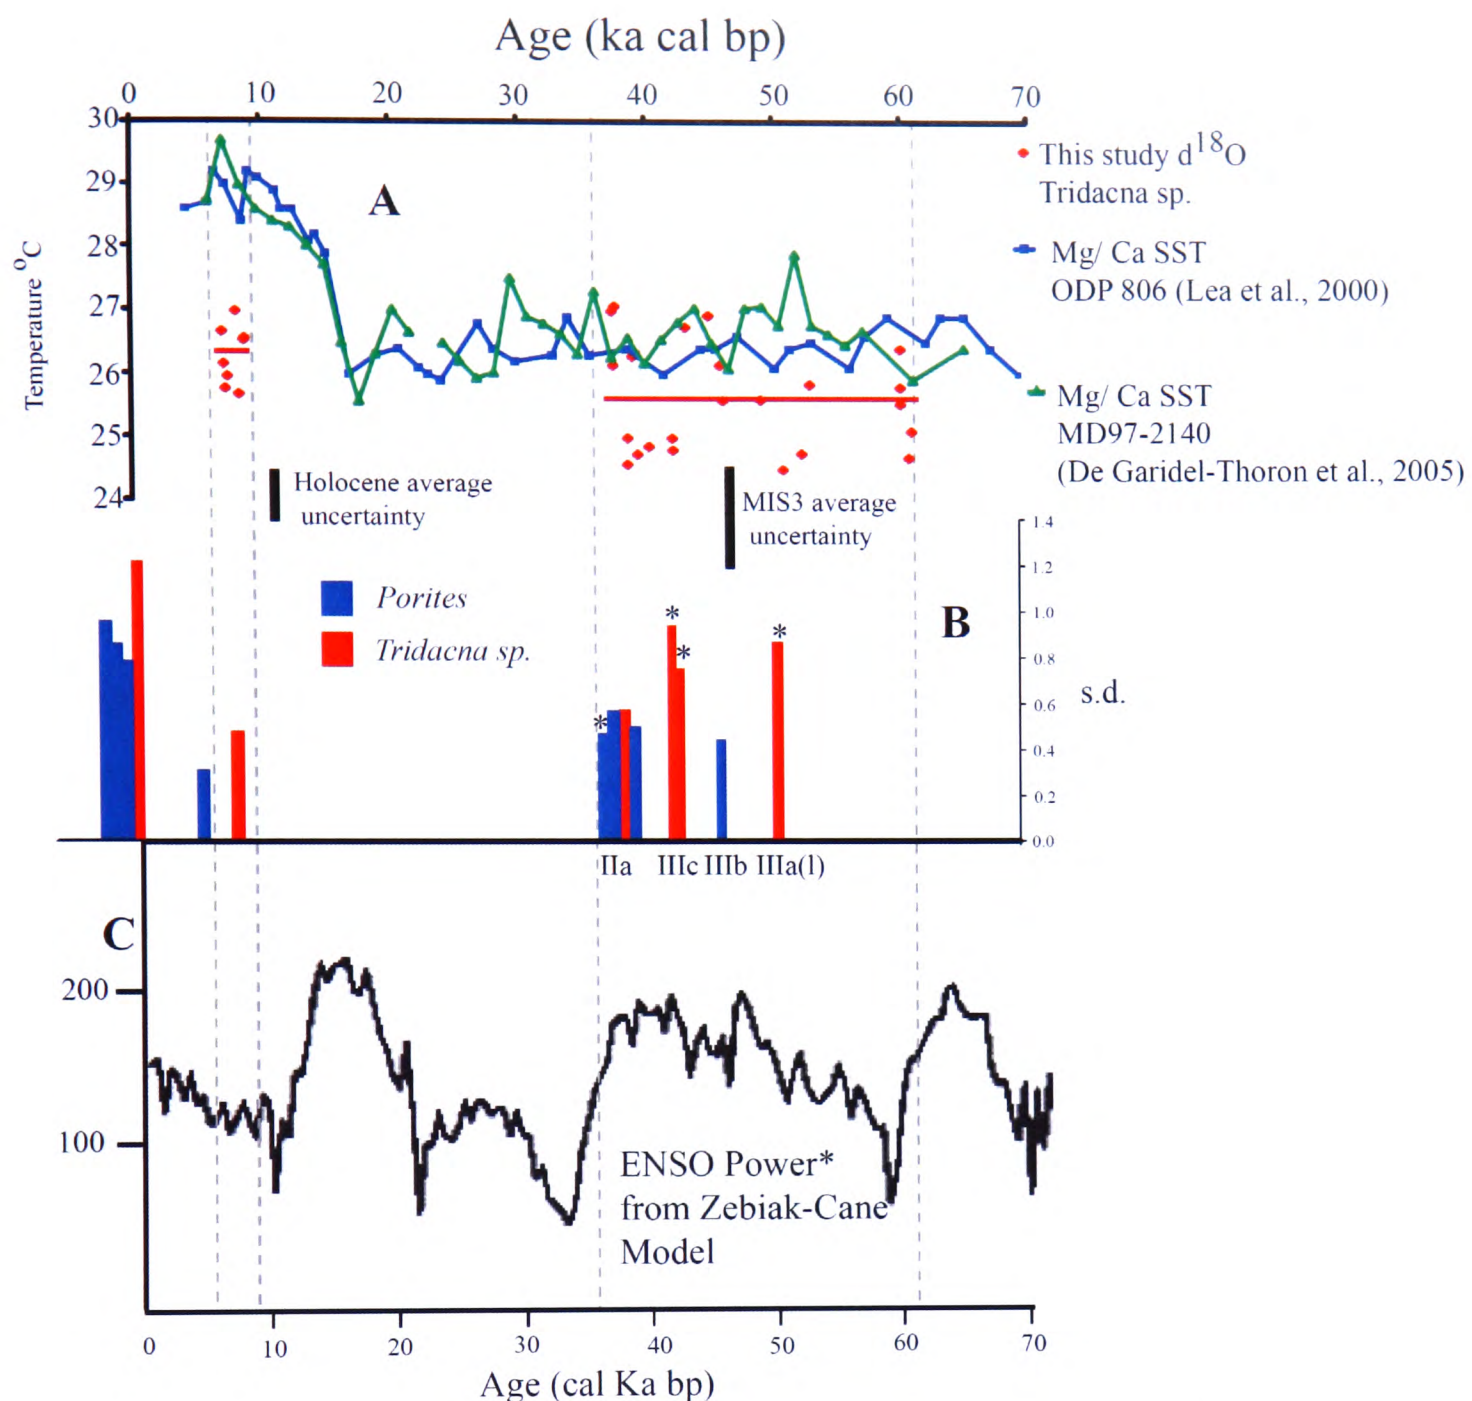 Age (ka cal bp)
0 10 20 30 40 50 60 70
30
29
28
27
26
25
24
Temperature °C
A
This study d18O
Tridacna sp.
Mg/ Ca SST
ODP 806 (Lea et al., 2000)
Mg/ Ca SST
MD97-2140
(De Garidel-Thoron et al., 2005)
Holocene average
uncertainty
MIS3 average
uncertainty
Porites
Tridacna sp.
B
1.4
1.2
1.0
0.8
0.6
0.4
0.2
0.0
s.d.
* * * *
IIa IIIc IIIb IIIa(l)
C
200
100
ENSO Power*
from Zebiak-Cane
Model
0 10 20 30 40 50 60 70
Age (cal Ka bp)